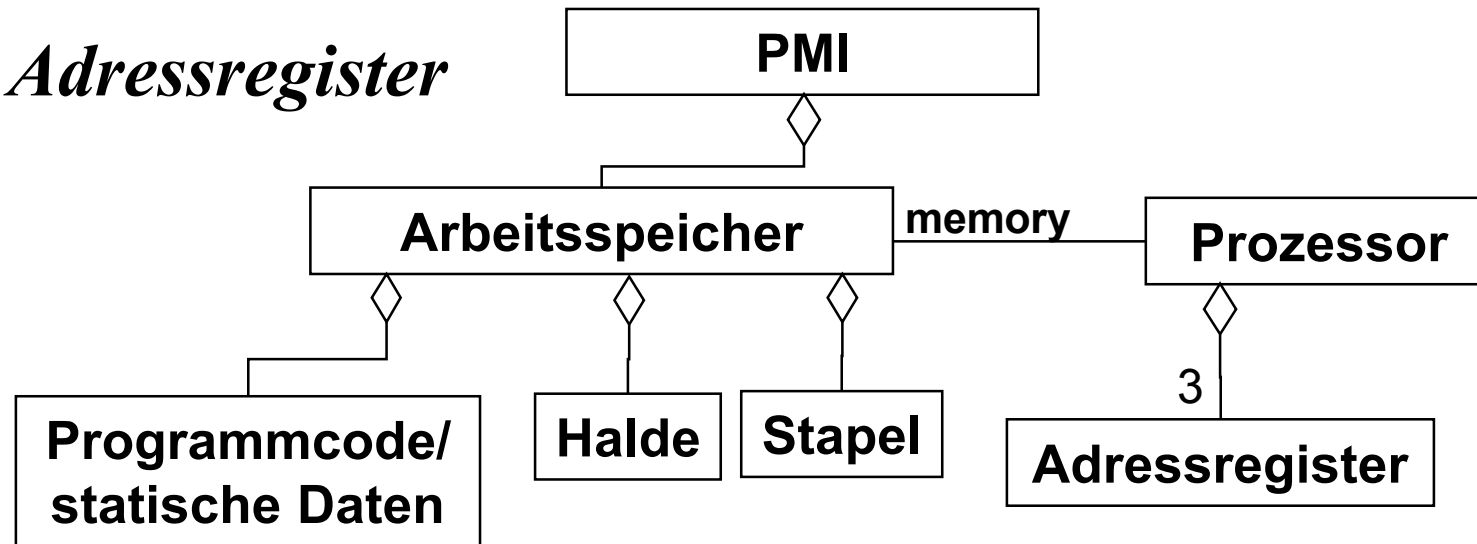 Adressregister
PMI
Arbeitsspeicher
memory
Prozessor
3
Programmcode/
statische Daten
Halde
Stapel
Adressregister